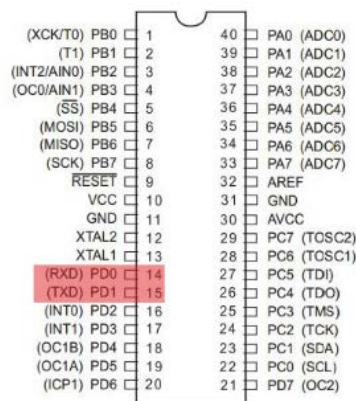 (XCK/T0) PB0 1 40 PA0 (ADC0)
(T1) PB1 2 39 PA1 (ADC1)
(INT2/AIN0) PB2 3 38 PA2 (ADC2)
(OC0/AIN1) PB3 4 37 PA3 (ADC3)
(SS) PB4 5 36 PA4 (ADC4)
(MOSI) PB5 6 35 PA5 (ADC5)
(MISO) PB6 7 34 PA6 (ADC6)
(SCK) PB7 8 33 PA7 (ADC7)
RESET 9 32 AREF
VCC 10 31 GND
GND 11 30 AVCC
XTAL2 12 29 PC7 (TOSC2)
XTAL1 13 28 PC6 (TOSC1)
(RXD) PD0 14 27 PC5 (TDI)
(TXD) PD1 15 26 PC4 (TDO)
(INT0) PD2 16 25 PC3 (TMS)
(INT1) PD3 17 24 PC2 (TCK)
(OC1B) PD4 18 23 PC1 (SDA)
(OC1A) PD5 19 22 PC0 (SCL)
(ICP1) PD6 20 21 PD7 (OC2)